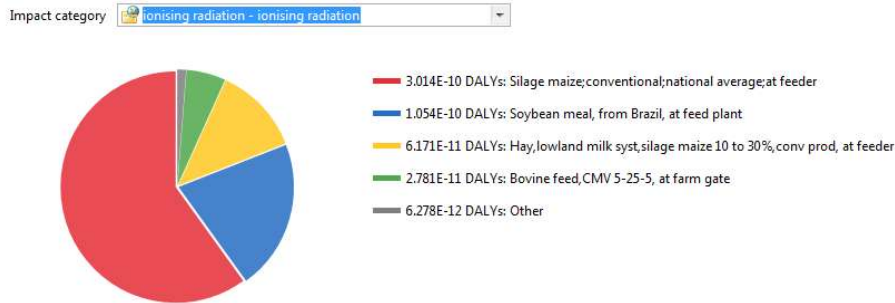 Impact category ionising radiation - ionising radiation
3.014E-10 DALYs: Silage maize;conventional;national average;at feeder
1.054E-10 DALYs: Soybean meal, from Brazil, at feed plant
6.171E-11 DALYs: Hay,lowland milk syst,silage maize 10 to 30%,conv prod, at feeder
2.781E-11 DALYs: Bovine feed,CMV 5-25-5, at farm gate
6.278E-12 DALYs: Other